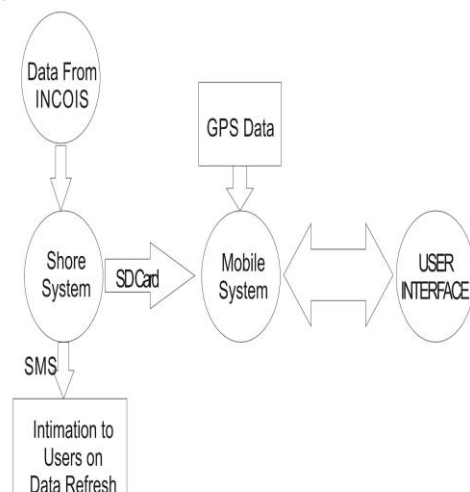 Data From
INCOIS
GPS Data
Shore
System
SDCard
Mobile
System
USER
INTERFACE
SMS
Intimation to
Users on
Data Refresh